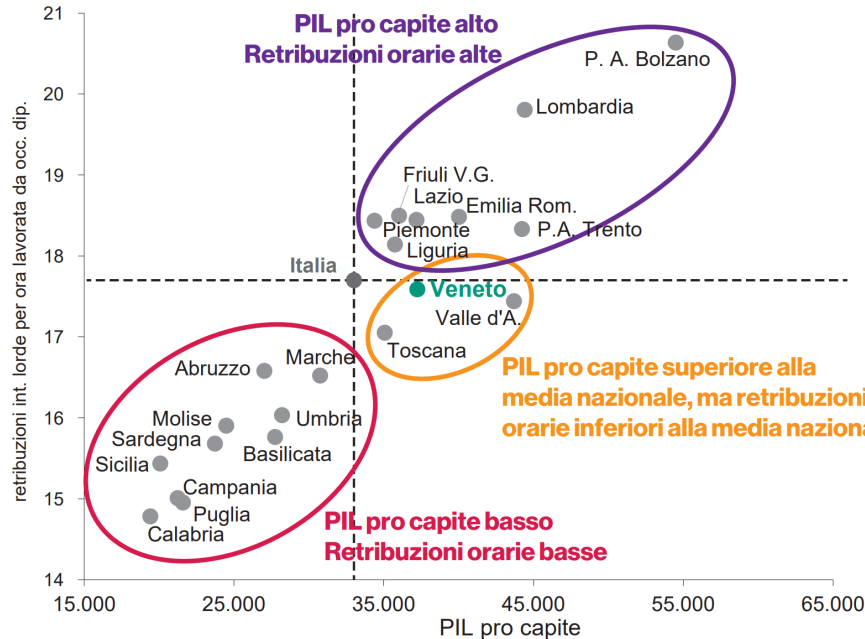 PIL pro capite alto
Retribuzioni orarie alte
retribuzioni int. lorde per ora lavorata da occ. dip.
21
20
19
18
17
16
15
14
P. A. Bolzano
Lombardia
Friuli V.G.
Lazio
Emilia Rom.
Piemonte
P.A. Trento
Liguria
Italia
Veneto
Valle d'A.
Toscana
PIL pro capite superiore alla
media nazionale, ma retribuzioni
orarie inferiori alla media naziona
Marche
Abruzzo
Molise
Umbria
Sardegna
Basilicata
Sicilia
Campania
Puglia
Calabria
PIL pro capite basso
Retribuzioni orarie basse
15.000
25.000
35.000
45.000
55.000
65.000
PIL pro capite